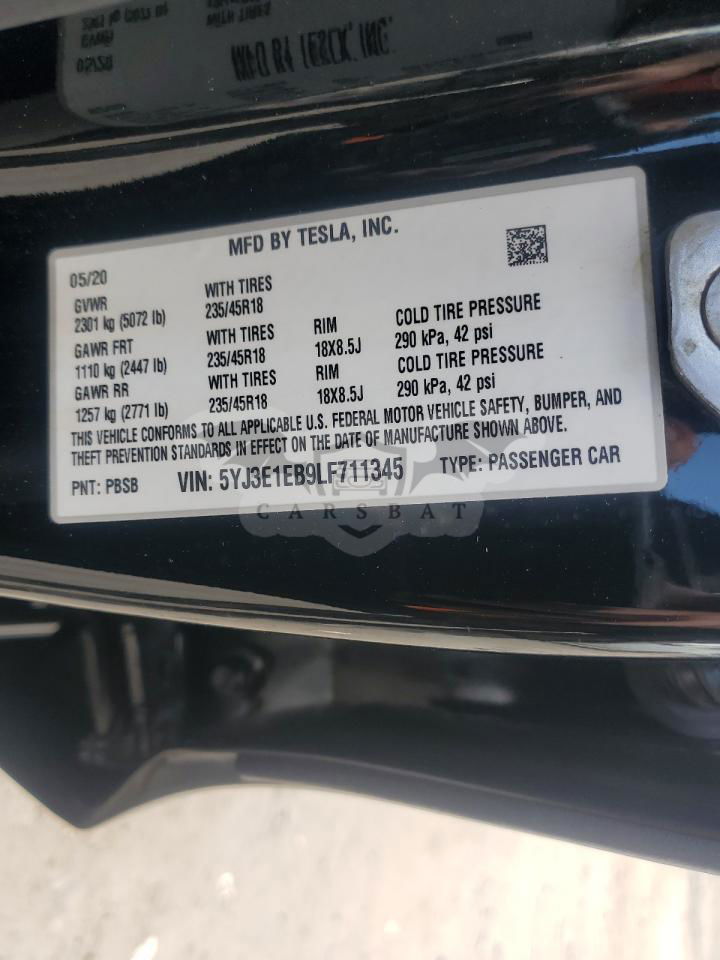 MFD BY TESLA, INC.
05/20
GVWR WITH TIRES
2301 kg (5072 lb) 235/45R18
GAWR FRT WITH TIRES RIM COLD TIRE PRESSURE
1110 kg (2447 lb) 235/45R18 18X8.5J 290 kPa, 42 psi
GAWR RR WITH TIRES RIM COLD TIRE PRESSURE
1257 kg (2771 lb) 235/45R18 18X8.5J 290 kPa, 42 psi
THIS VEHICLE CONFORMS TO ALL APPLICABLE U.S. FEDERAL MOTOR VEHICLE SAFETY, BUMPER, AND
THEFT PREVENTION STANDARDS IN EFFECT ON THE DATE OF MANUFACTURE SHOWN ABOVE.
PNT: PBSB VIN: 5YJ3E1EB9LF711345 TYPE: PASSENGER CAR
CARSBAT